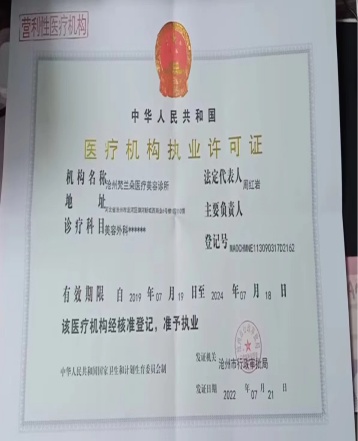 营利性医疗机构
中华人民共和国
医疗机构执业许可证
机构名称 沧州梵兰朵医疗美容诊所
法定代表人 周红岩
地址
主要负责人
诊疗科目 美容外科******
登记号
有效期限 自 2019 年 07 月 19 日至 2024 年 07 月 18 日
该医疗机构经核准登记，准予执业
发证机关 沧州市行政审批局
中华人民共和国国家卫生和计划生育委员会制
发证日期 2022 年 07 月 21 日